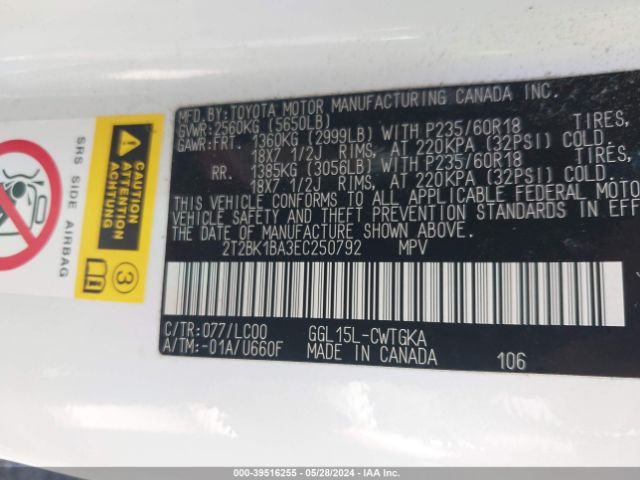 MFD. BY: TOYOTA MOTOR MANUFACTURING CANADA INC.
GVWR: 2560KG (5650LB)
GAWR: FRT. 1360KG (2999LB) WITH P235/60R18 TIRES,
18X7 1/2J RIMS, AT 220KPA (32PSI) COLD.
RR. 1385KG (3056LB) WITH P235/60R18 TIRES,
18X7 1/2J RIMS, AT 220KPA (32PSI) COLD.
THIS VEHICLE CONFORMS TO ALL APPLICABLE FEDERAL MOTO
VEHICLE SAFETY AND THEFT PREVENTION STANDARDS IN EFF
THE DATE OF MANUFACTURE SHOWN ABOVE.
2T2BK1BA3EC250792 MPV
C/TR: 077/LC00 GGL15L-CWTGKA
A/TM: -01A/U660F MADE IN CANADA 106
SRS SIDE AIRBAG
CAUTION
ATTENTION
ACHTUNG
3
000-39516255 - 05/28/2024 - IAA Inc.